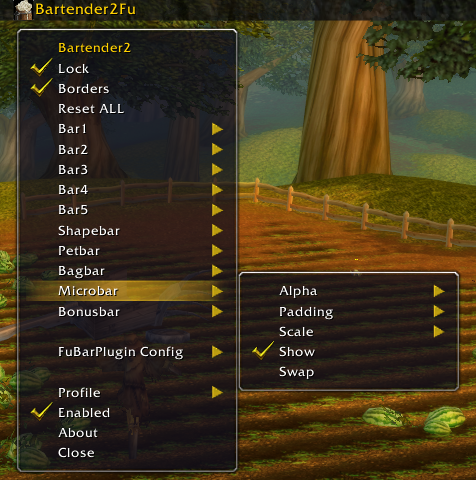 Bartender2Fu
Bartender2
Lock
Borders
Reset ALL
Bar1
Bar2
Bar3
Bar4
Bar5
Shapebar
Petbar
Bagbar
Microbar
Bonusbar
FuBarPlugin Config
Profile
Enabled
About
Close
Alpha
Padding
Scale
Show
Swap